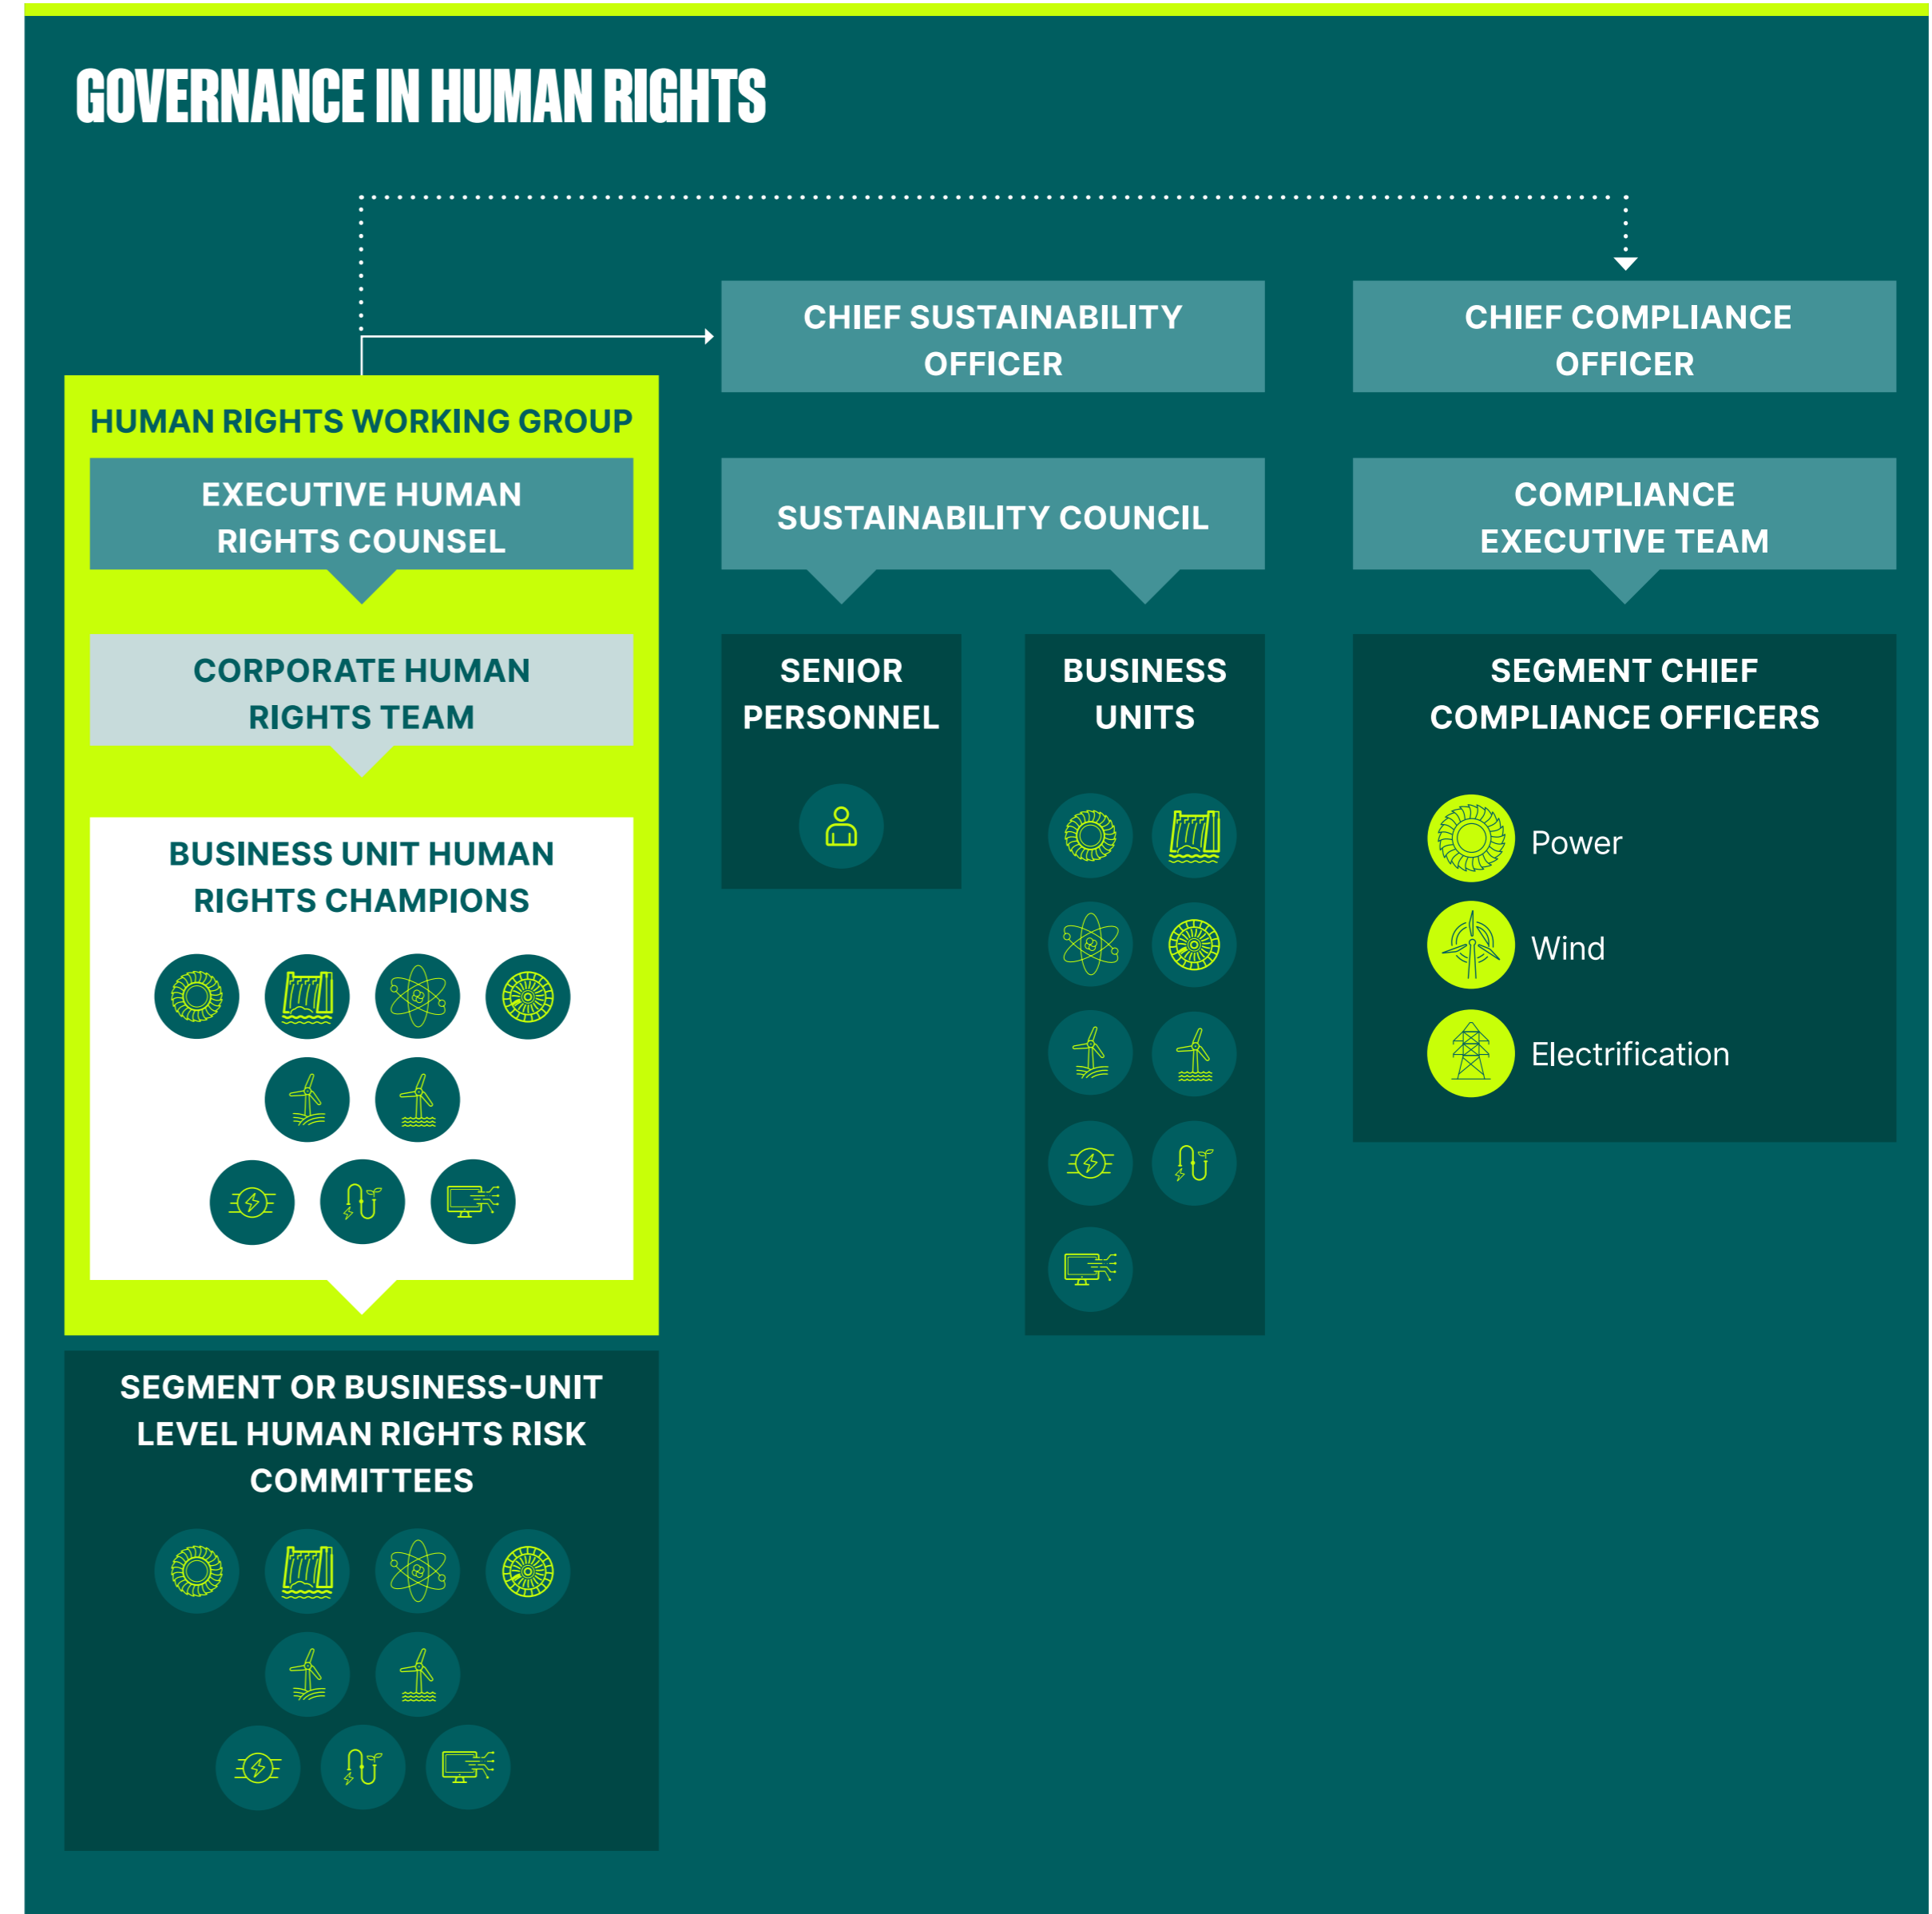 GOVERNANCE IN HUMAN RIGHTS
HUMAN RIGHTS WORKING GROUP
EXECUTIVE HUMAN
RIGHTS COUNSEL
CORPORATE HUMAN
RIGHTS TEAM
BUSINESS UNIT HUMAN
RIGHTS CHAMPIONS
SEGMENT OR BUSINESS-UNIT
LEVEL HUMAN RIGHTS RISK
COMMITTEES
CHIEF SUSTAINABILITY
OFFICER
SUSTAINABILITY COUNCIL
SENIOR
PERSONNEL
BUSINESS
UNITS
CHIEF COMPLIANCE
OFFICER
COMPLIANCE
EXECUTIVE TEAM
SEGMENT CHIEF
COMPLIANCE OFFICERS
Power
Wind
Electrification